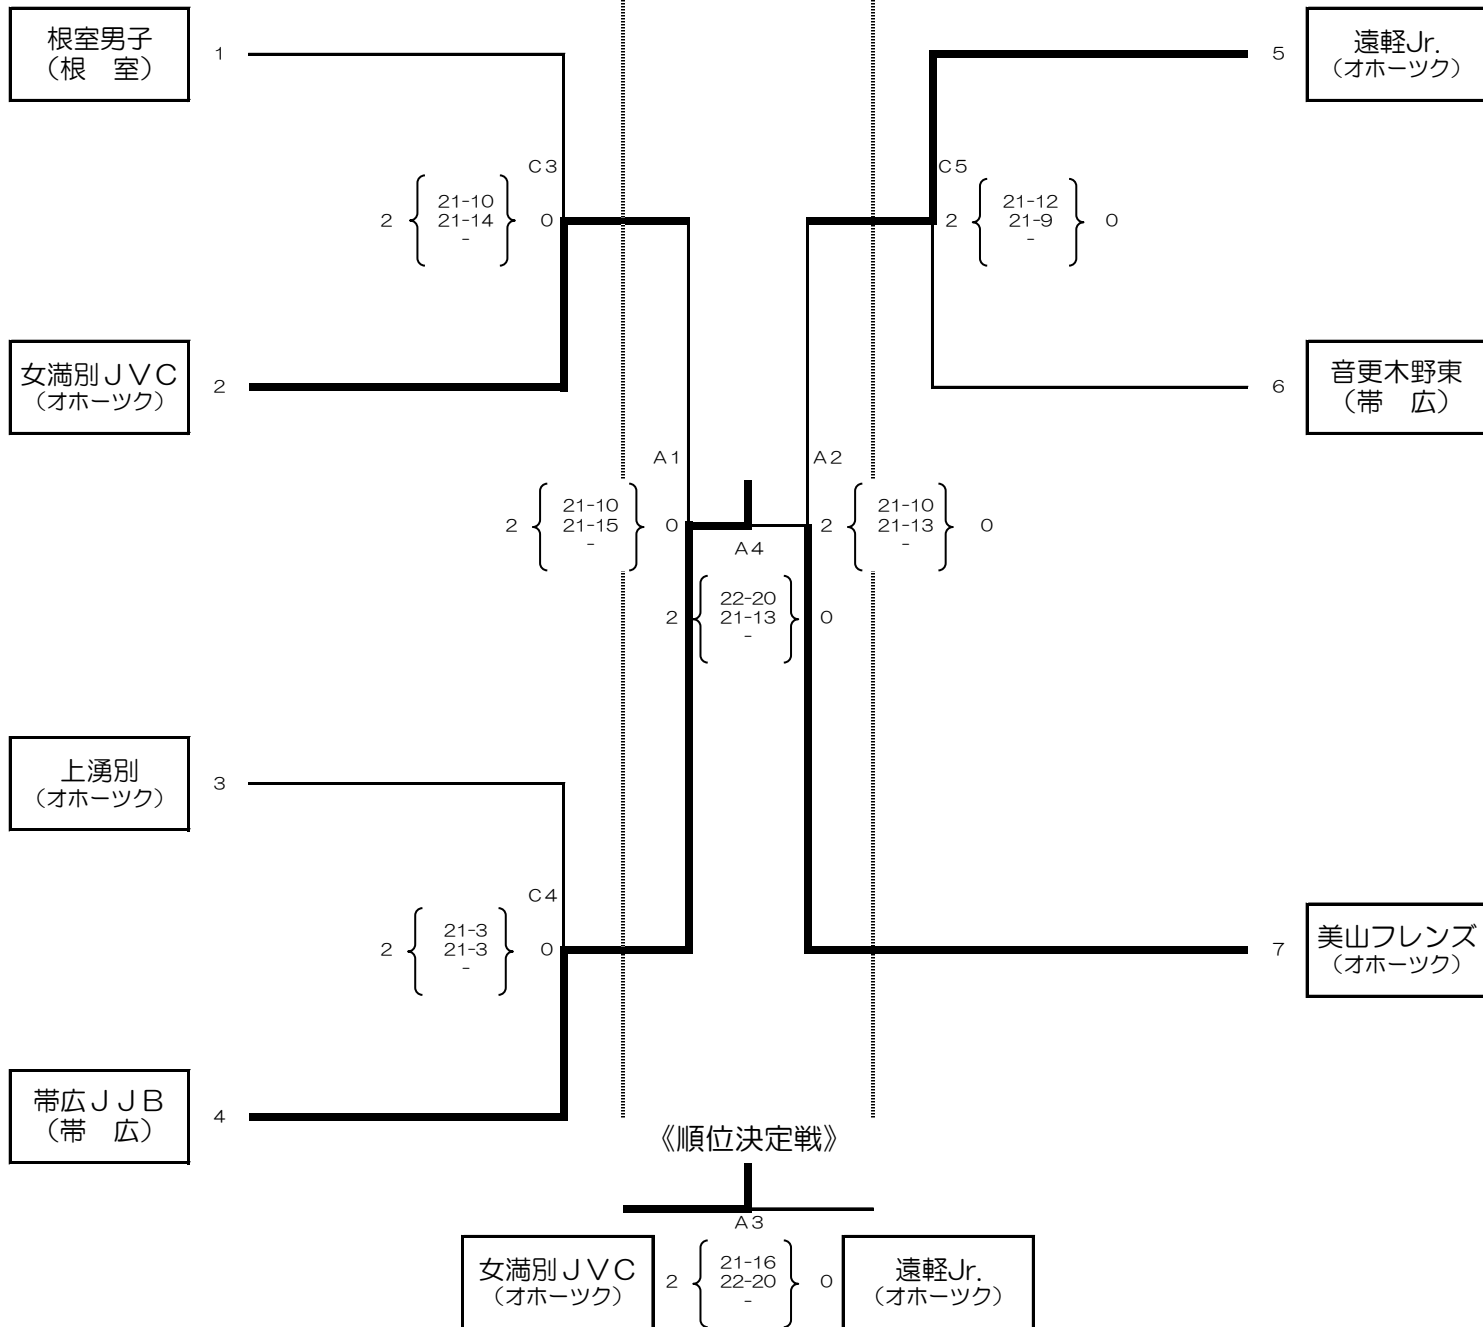 根室男子
（根　室）
1
女満別ＪＶＣ
（オホーツク）
2
C3
2
21-10
21-14
-
0
上湧別
（オホーツク）
3
帯広ＪＪＢ
（帯　広）
4
C4
2
21-3
21-3
-
0
A1
2
21-10
21-15
-
0
A4
2
22-20
21-13
-
0
A2
2
21-10
21-13
-
0
C5
2
21-12
21-9
-
0
5
遠軽Jr.
（オホーツク）
6
音更木野東
（帯　広）
7
美山フレンズ
（オホーツク）
《順位決定戦》
A3
女満別ＪＶＣ
（オホーツク）
2
21-16
22-20
-
0
遠軽Jr.
（オホーツク）